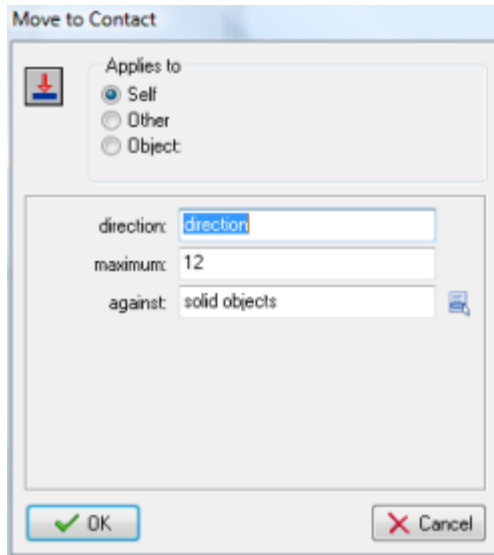 Move to Contact
Applies to
Self
Other
Object:
direction: direction
maximum: 12
against: solid objects
OK
Cancel